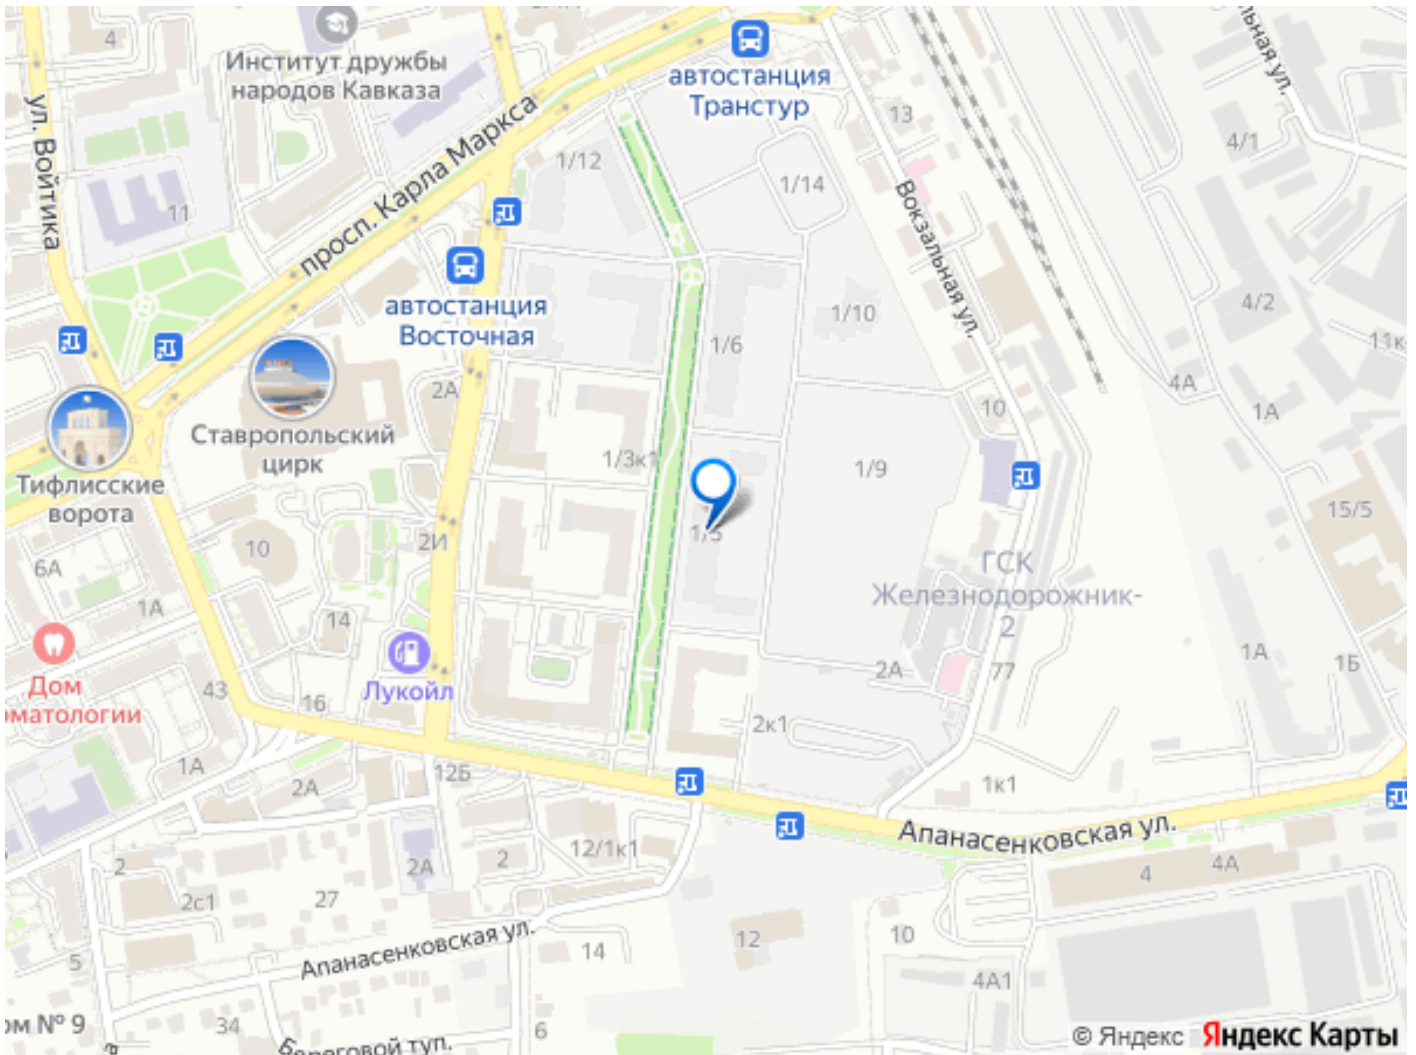 4
Институт дружбы
народов Кавказа
автостанция
Транстур
ул. Войтика
просп. Карла Маркса
1/12
1/14
13
4/1
11
Вокзальная ул.
автостанция
Восточная
1/6
1/10
4/2
2А
10
4А
1А
Ставропольский
цирк
Тифлисские
ворота
1/3к1
1/9
1/5
15/5
10
2И
6А
1А
14
ГСК
Железнодорожник-
2
Дом
Лукойл
43
16
2А
77
1А
1Б
2к1
1А
2А
12Б
1к1
Апанасенковская ул.
2
2А
2
12/1к1
4
4А
2с1
27
Апанасенковская ул.
14
12
10
5
4А1
34
6
© Яндекс
Яндекс Карты